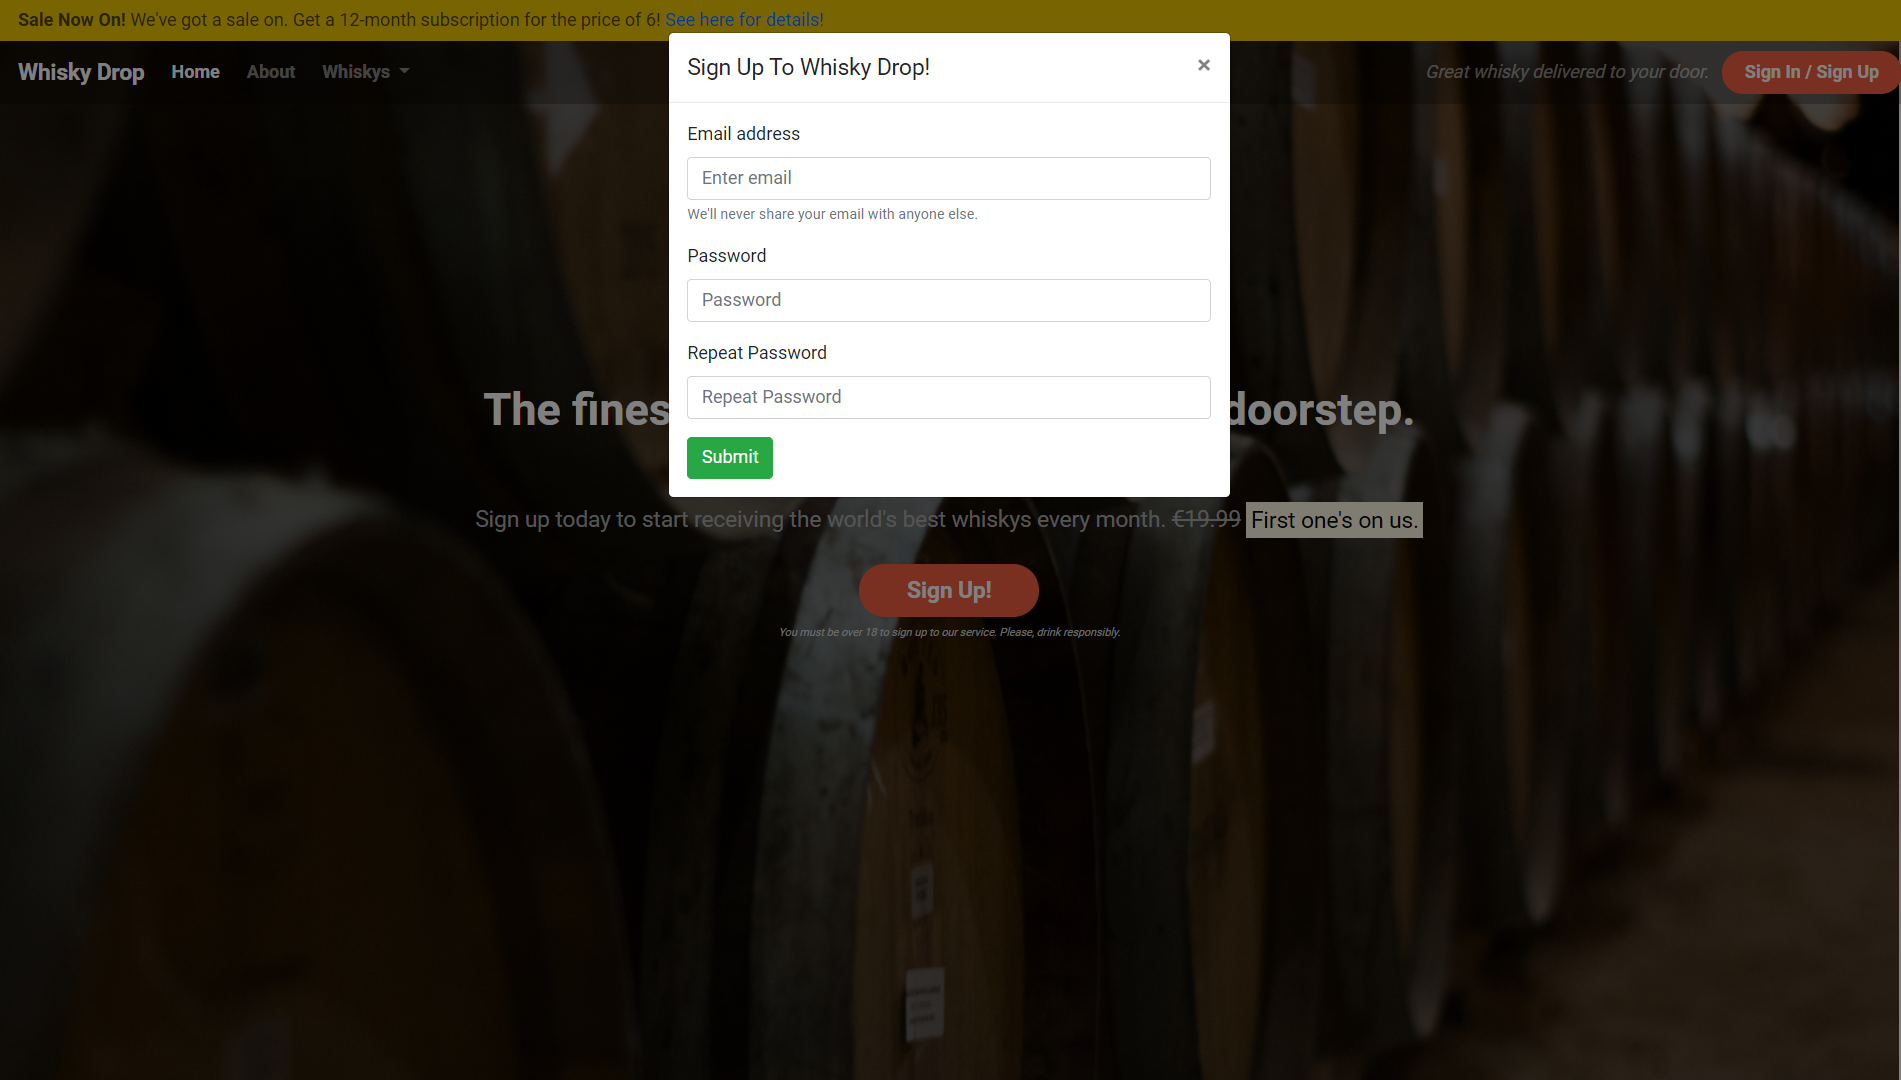 Sale Now On! We've got a sale on. Get a 12-month subscription for the price of 6! See here for details!
Whisky Drop Home About Whiskys Great whisky delivered to your door. Sign In / Sign Up
Sign Up To Whisky Drop! ×
Email address
Enter email
We'll never share your email with anyone else.
Password
Password
Repeat Password
Repeat Password
Submit
The fines doorstep.
Sign up today to start receiving the world's best whiskys every month. €19.99 First one's on us.
Sign Up!
You must be over 18 to sign up to our service. Please, drink responsibly.